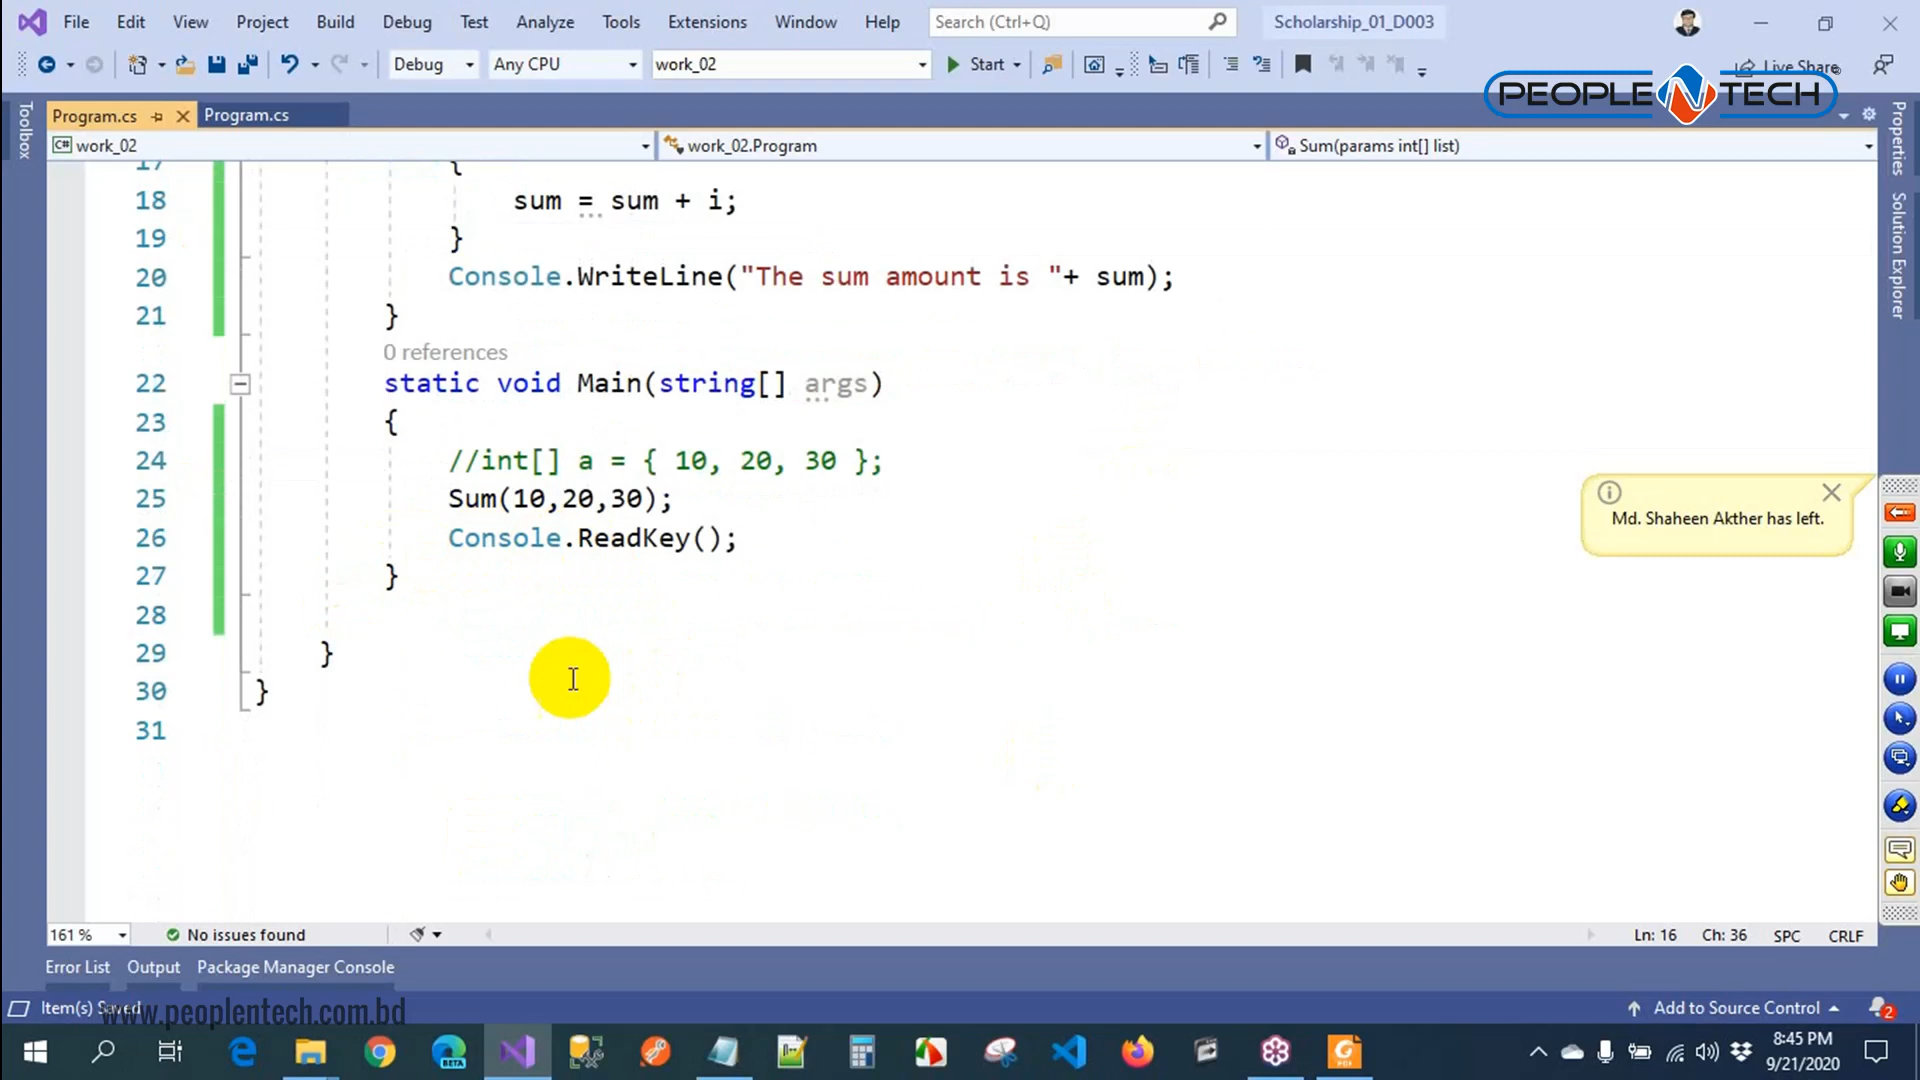 File Edit View Project Build Debug Test Analyze Tools Extensions Window Help Search (Ctrl+Q) Scholarship_01_D003
Debug Any CPU work_02 Start Live Share
PEOPLE N TECH
Toolbox
Program.cs Program.cs
work_02 work_02.Program Sum(params int[] list)
Properties
Solution Explorer
17 {
18 sum = sum + i;
19 }
20 Console.WriteLine("The sum amount is "+ sum);
21 }
0 references
22 static void Main(string[] args)
23 {
24 //int[] a = { 10, 20, 30 };
25 Sum(10,20,30);
26 Console.ReadKey();
27 }
28
29 }
30 }
31
Md. Shaheen Akther has left.
161 % No issues found Ln: 16 Ch: 36 SPC CRLF
Error List Output Package Manager Console
Item(s) Saved Add to Source Control 2
www.peoplentech.com.bd
BETA
8:45 PM
9/21/2020